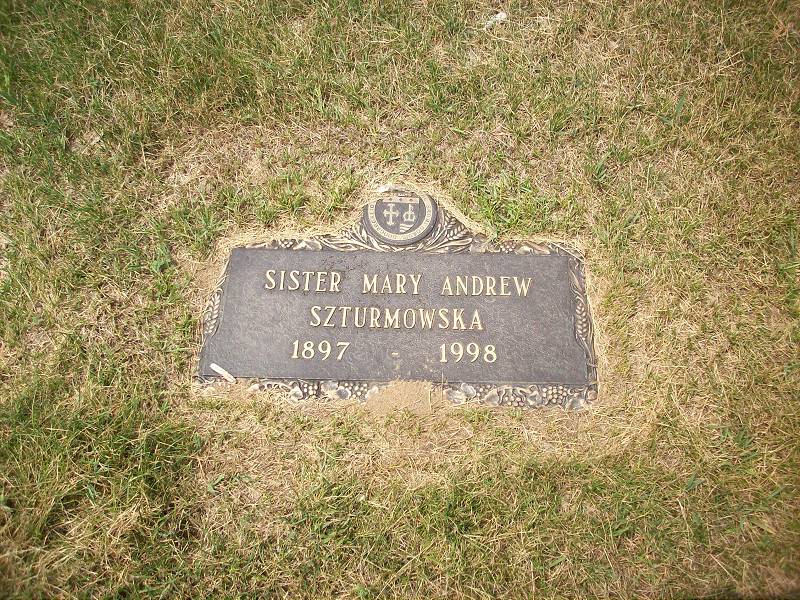 SISTER MARY ANDREW
SZTURMOWSKA
1897 - 1998